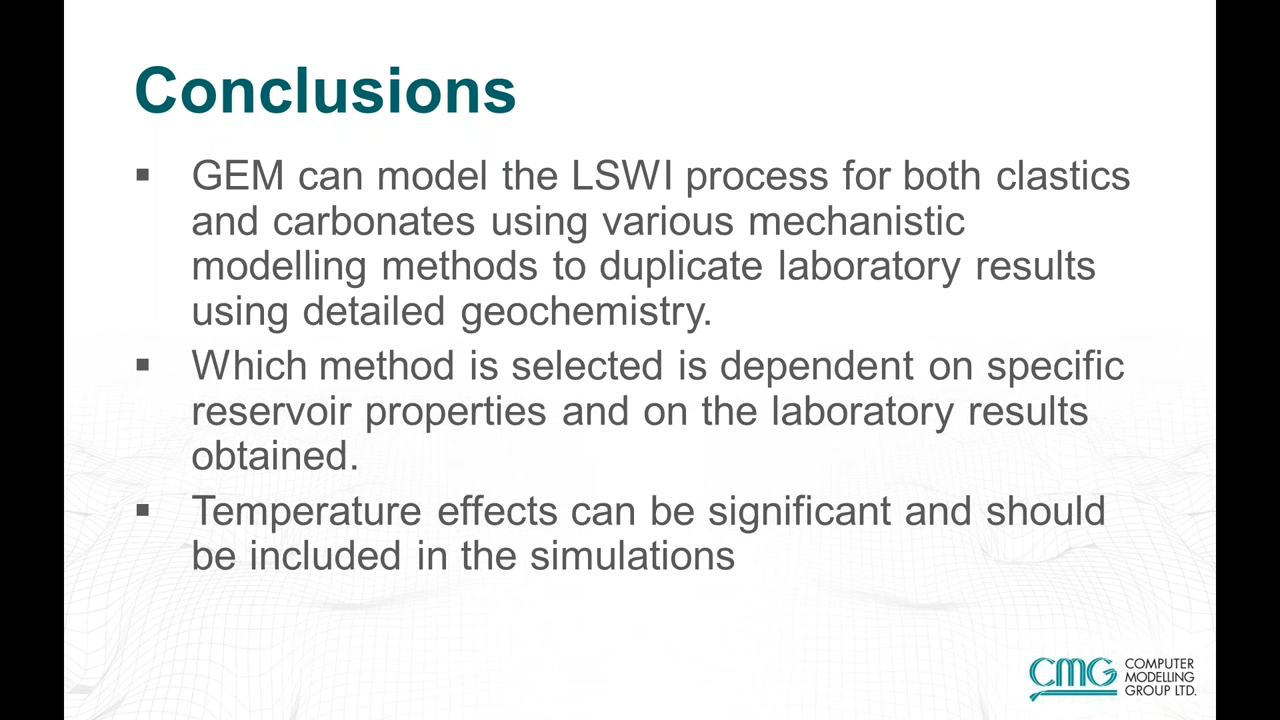 Conclusions
▪ GEM can model the LSWI process for both clastics
and carbonates using various mechanistic
modelling methods to duplicate laboratory results
using detailed geochemistry.
▪ Which method is selected is dependent on specific
reservoir properties and on the laboratory results
obtained.
▪ Temperature effects can be significant and should
be included in the simulations
CMG
COMPUTER
MODELLING
GROUP LTD.